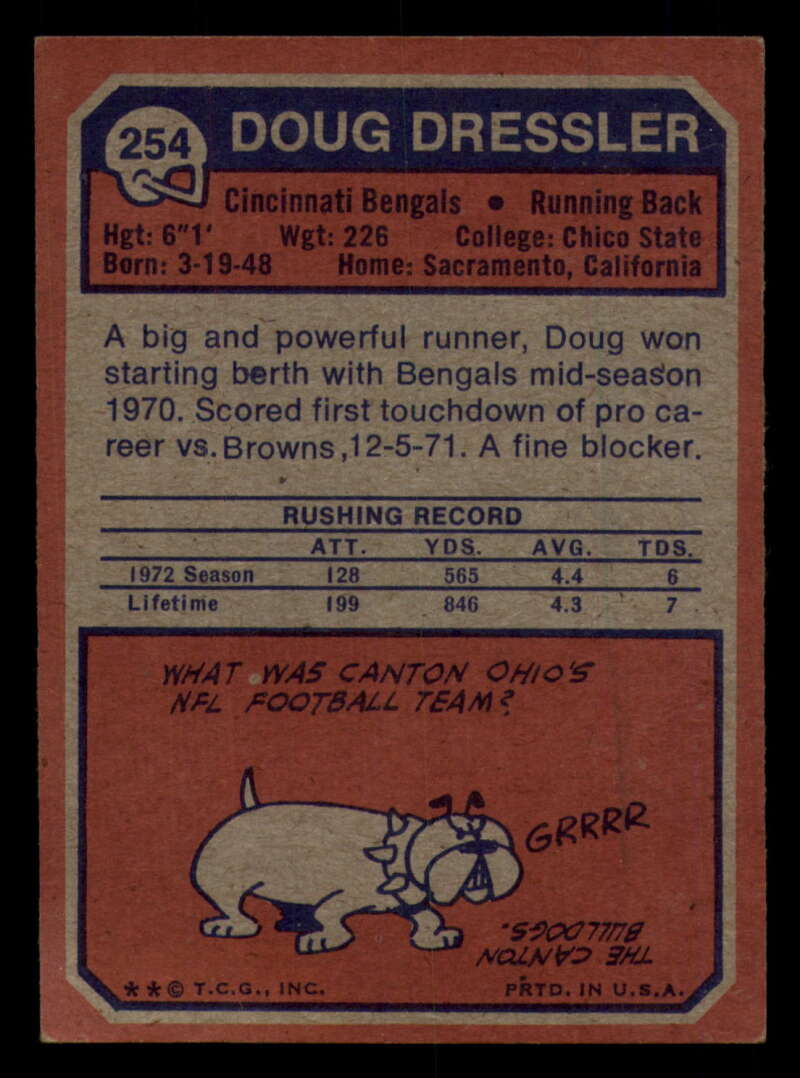 254 DOUG DRESSLER
Cincinnati Bengals • Running Back
Hgt: 6"1' Wgt: 226 College: Chico State
Born: 3-19-48 Home: Sacramento, California
A big and powerful runner, Doug won
starting berth with Bengals mid-season
1970. Scored first touchdown of pro ca-
reer vs. Browns, 12-5-71. A fine blocker.
RUSHING RECORD
ATT. YDS. AVG. TDS.
1972 Season 128 565 4.4 6
Lifetime 199 846 4.3 7
WHAT WAS CANTON OHIO'S
NFL FOOTBALL TEAM?
GRRRR
THE CANTON
BULLDOGS.
* * © T.C.G., INC. PRTD. IN U.S.A.